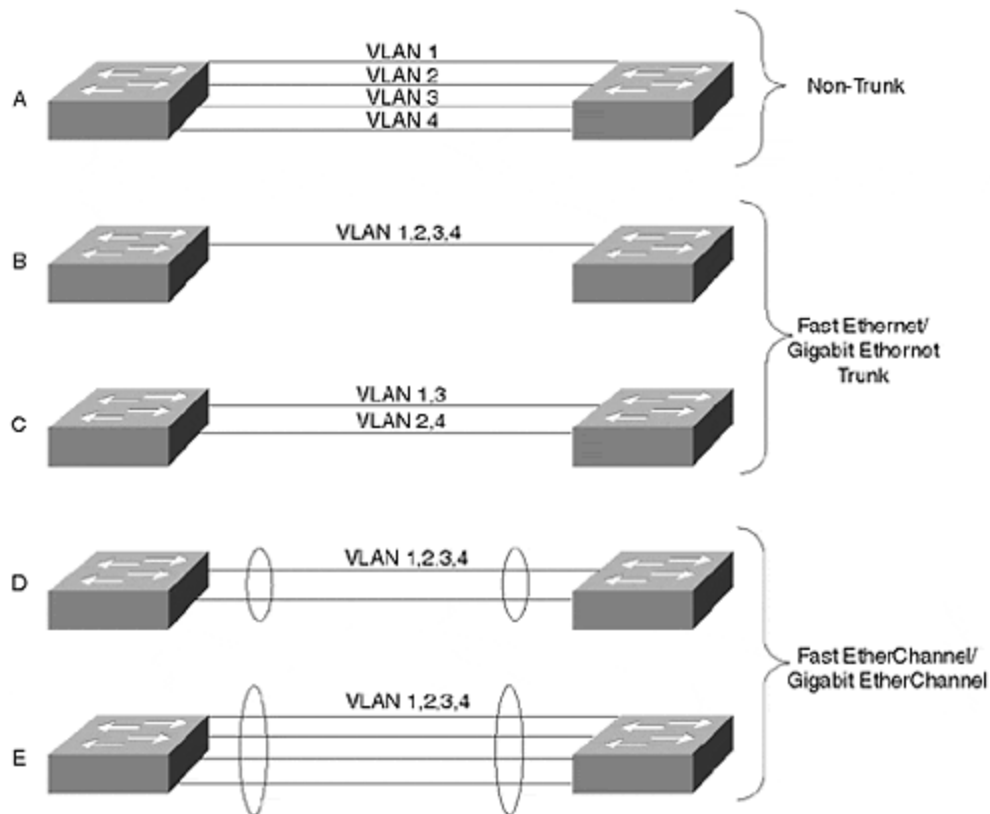 VLAN 1
VLAN 2
VLAN 3
VLAN 4
A
Non-Trunk
VLAN 1,2,3,4
B
Fast Ethernet/
Gigabit Ethornot
Trunk
VLAN 1,3
VLAN 2,4
C
VLAN 1,2,3,4
D
Fast EtherChannel/
Gigabit EtherChannel
VLAN 1,2,3,4
E